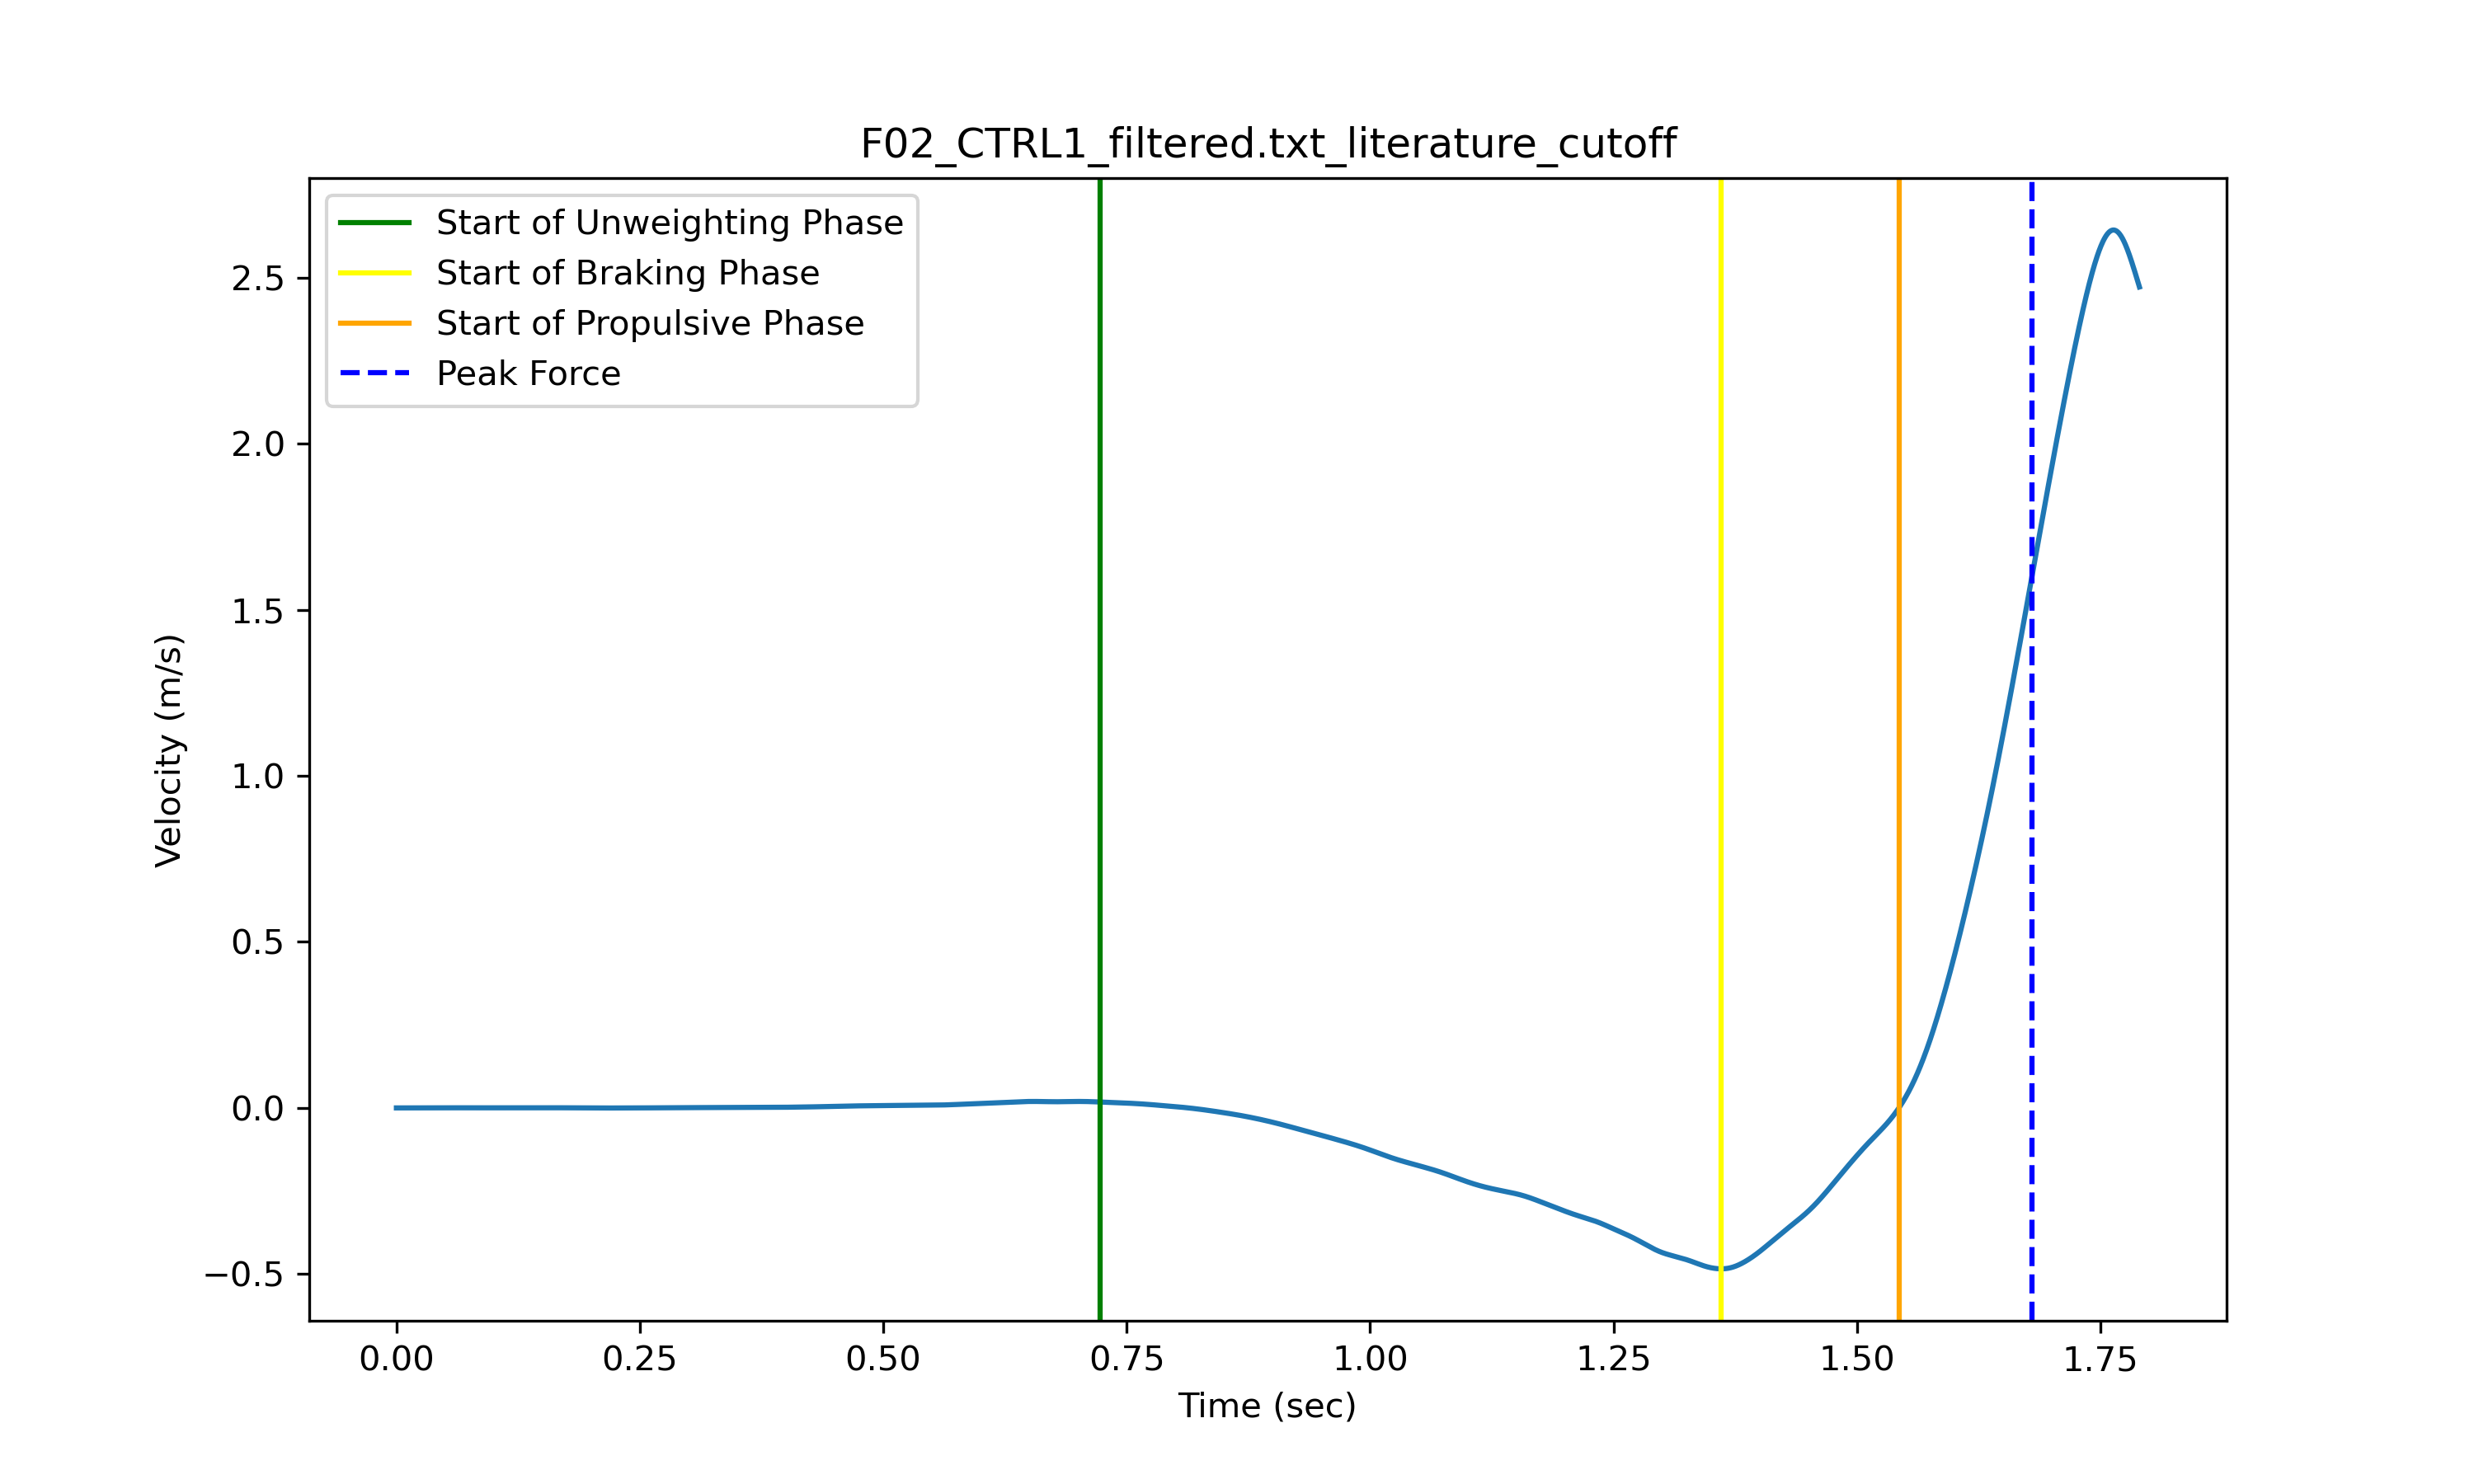 F02_CTRL1_filtered.txt_literature_cutoff
Start of Unweighting Phase
Start of Braking Phase
Start of Propulsive Phase
Peak Force
2.5
2.0
1.5
1.0
0.5
0.0
−0.5
Velocity (m/s)
0.00 0.25 0.50 0.75 1.00 1.25 1.50 1.75
Time (sec)